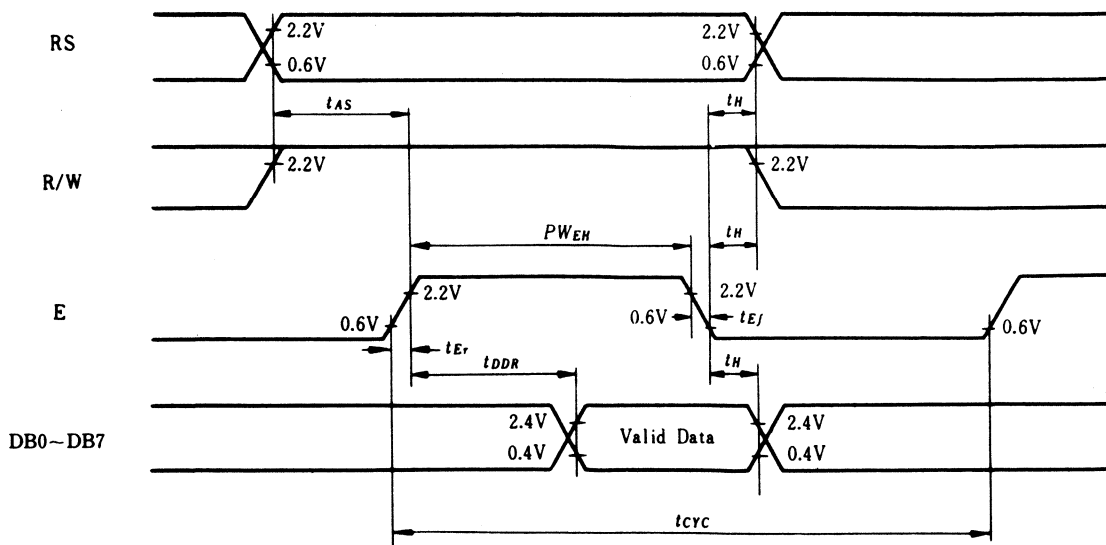 RS
2.2V
2.2V
0.6V
0.6V
tAS
tH
R/W
2.2V
2.2V
PWEH
tH
E
2.2V
2.2V
0.6V
0.6V
tEf
0.6V
tEr
tDDR
tH
DB0~DB7
2.4V
Valid Data
2.4V
0.4V
0.4V
tCYC